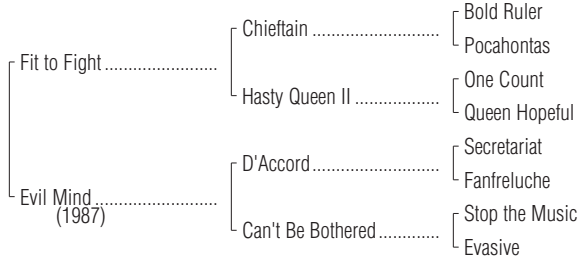 Bold Ruler
Chieftain
Pocahontas
Fit to Fight
One Count
Hasty Queen II
Queen Hopeful
Secretariat
D'Accord
Fanfreluche
Evil Mind
(1987)
Stop the Music
Can't Be Bothered
Evasive